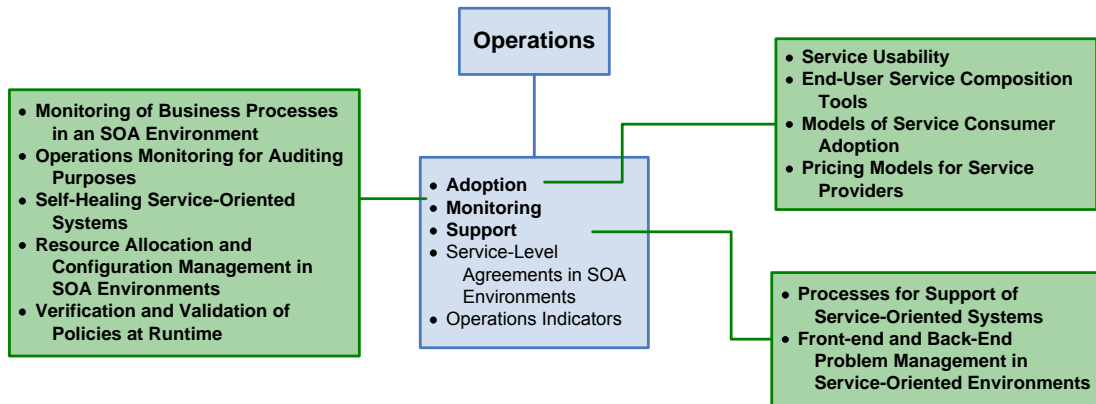 Operations
• Monitoring of Business Processes
in an SOA Environment
• Operations Monitoring for Auditing
Purposes
• Self-Healing Service-Oriented
Systems
• Resource Allocation and
Configuration Management in
SOA Environments
• Verification and Validation of
Policies at Runtime
• Adoption
• Monitoring
• Support
• Service-Level
Agreements in SOA
Environments
• Operations Indicators
• Service Usability
• End-User Service Composition
Tools
• Models of Service Consumer
Adoption
• Pricing Models for Service
Providers
• Processes for Support of
Service-Oriented Systems
• Front-end and Back-End
Problem Management in
Service-Oriented Environments